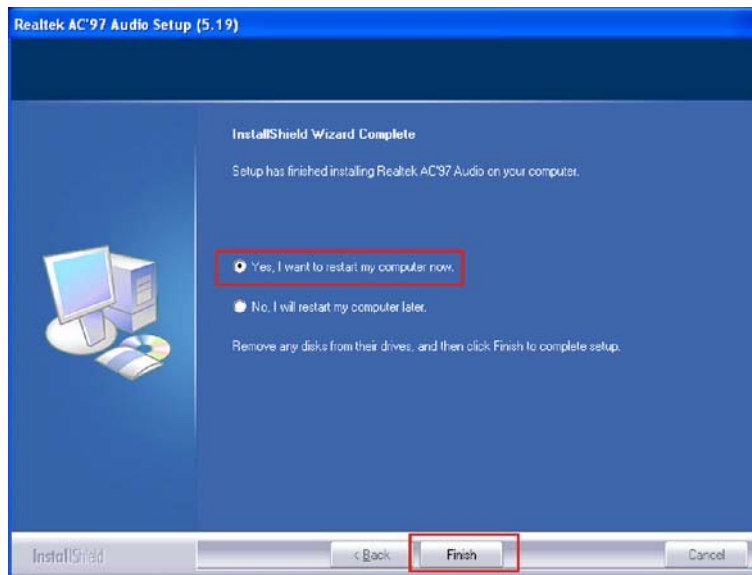 Realtek AC'97 Audio Setup (5.19)
InstallShield Wizard Complete
Setup has finished installing Realtek AC'97 Audio on your computer.
Yes, I want to restart my computer now.
No, I will restart my computer later.
Remove any disks from their drives, and then click Finish to complete setup.
InstallShield
< Back
Finish
Cancel